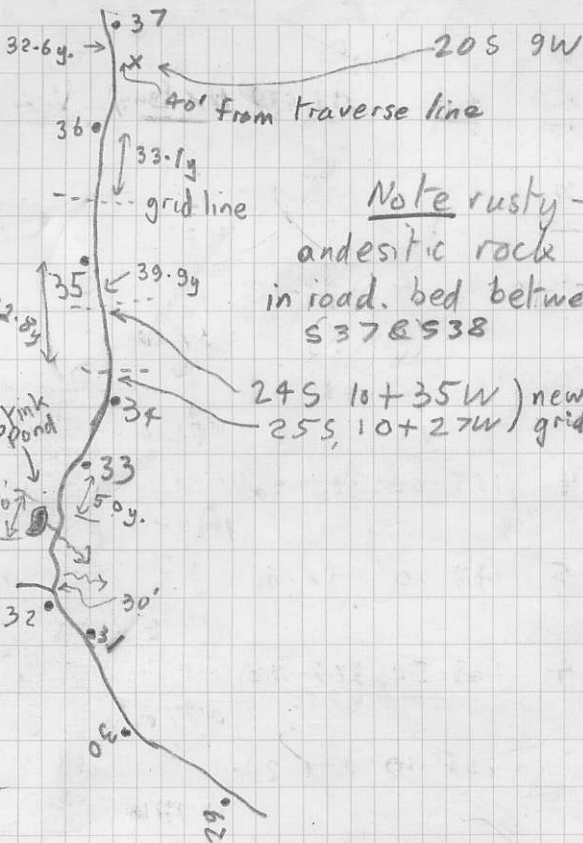 37
32.6y.
20S 9W
40' from traverse line
36
33.1y
grid line
Note rusty-
andesitic rock
in road. bed betwe
S37&S38
35
39.9y
2.8y
24S 10+35W ) new
25S, 10+27W ) grid
34
pond
33
50y.
30'
32
31
30
29